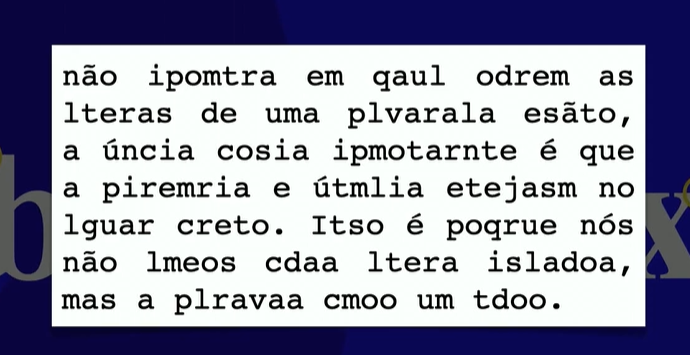 não ipomtra em qaul odrem as
lteras de uma plvarala esãto,
a úncia cosia ipmotarnte é que
a piremria e útmlia etejasm no
lguar creto. Itso é poqrue nós
não lmeos cdaa ltera isladoa,
mas a plravaa cmoo um tdoo.